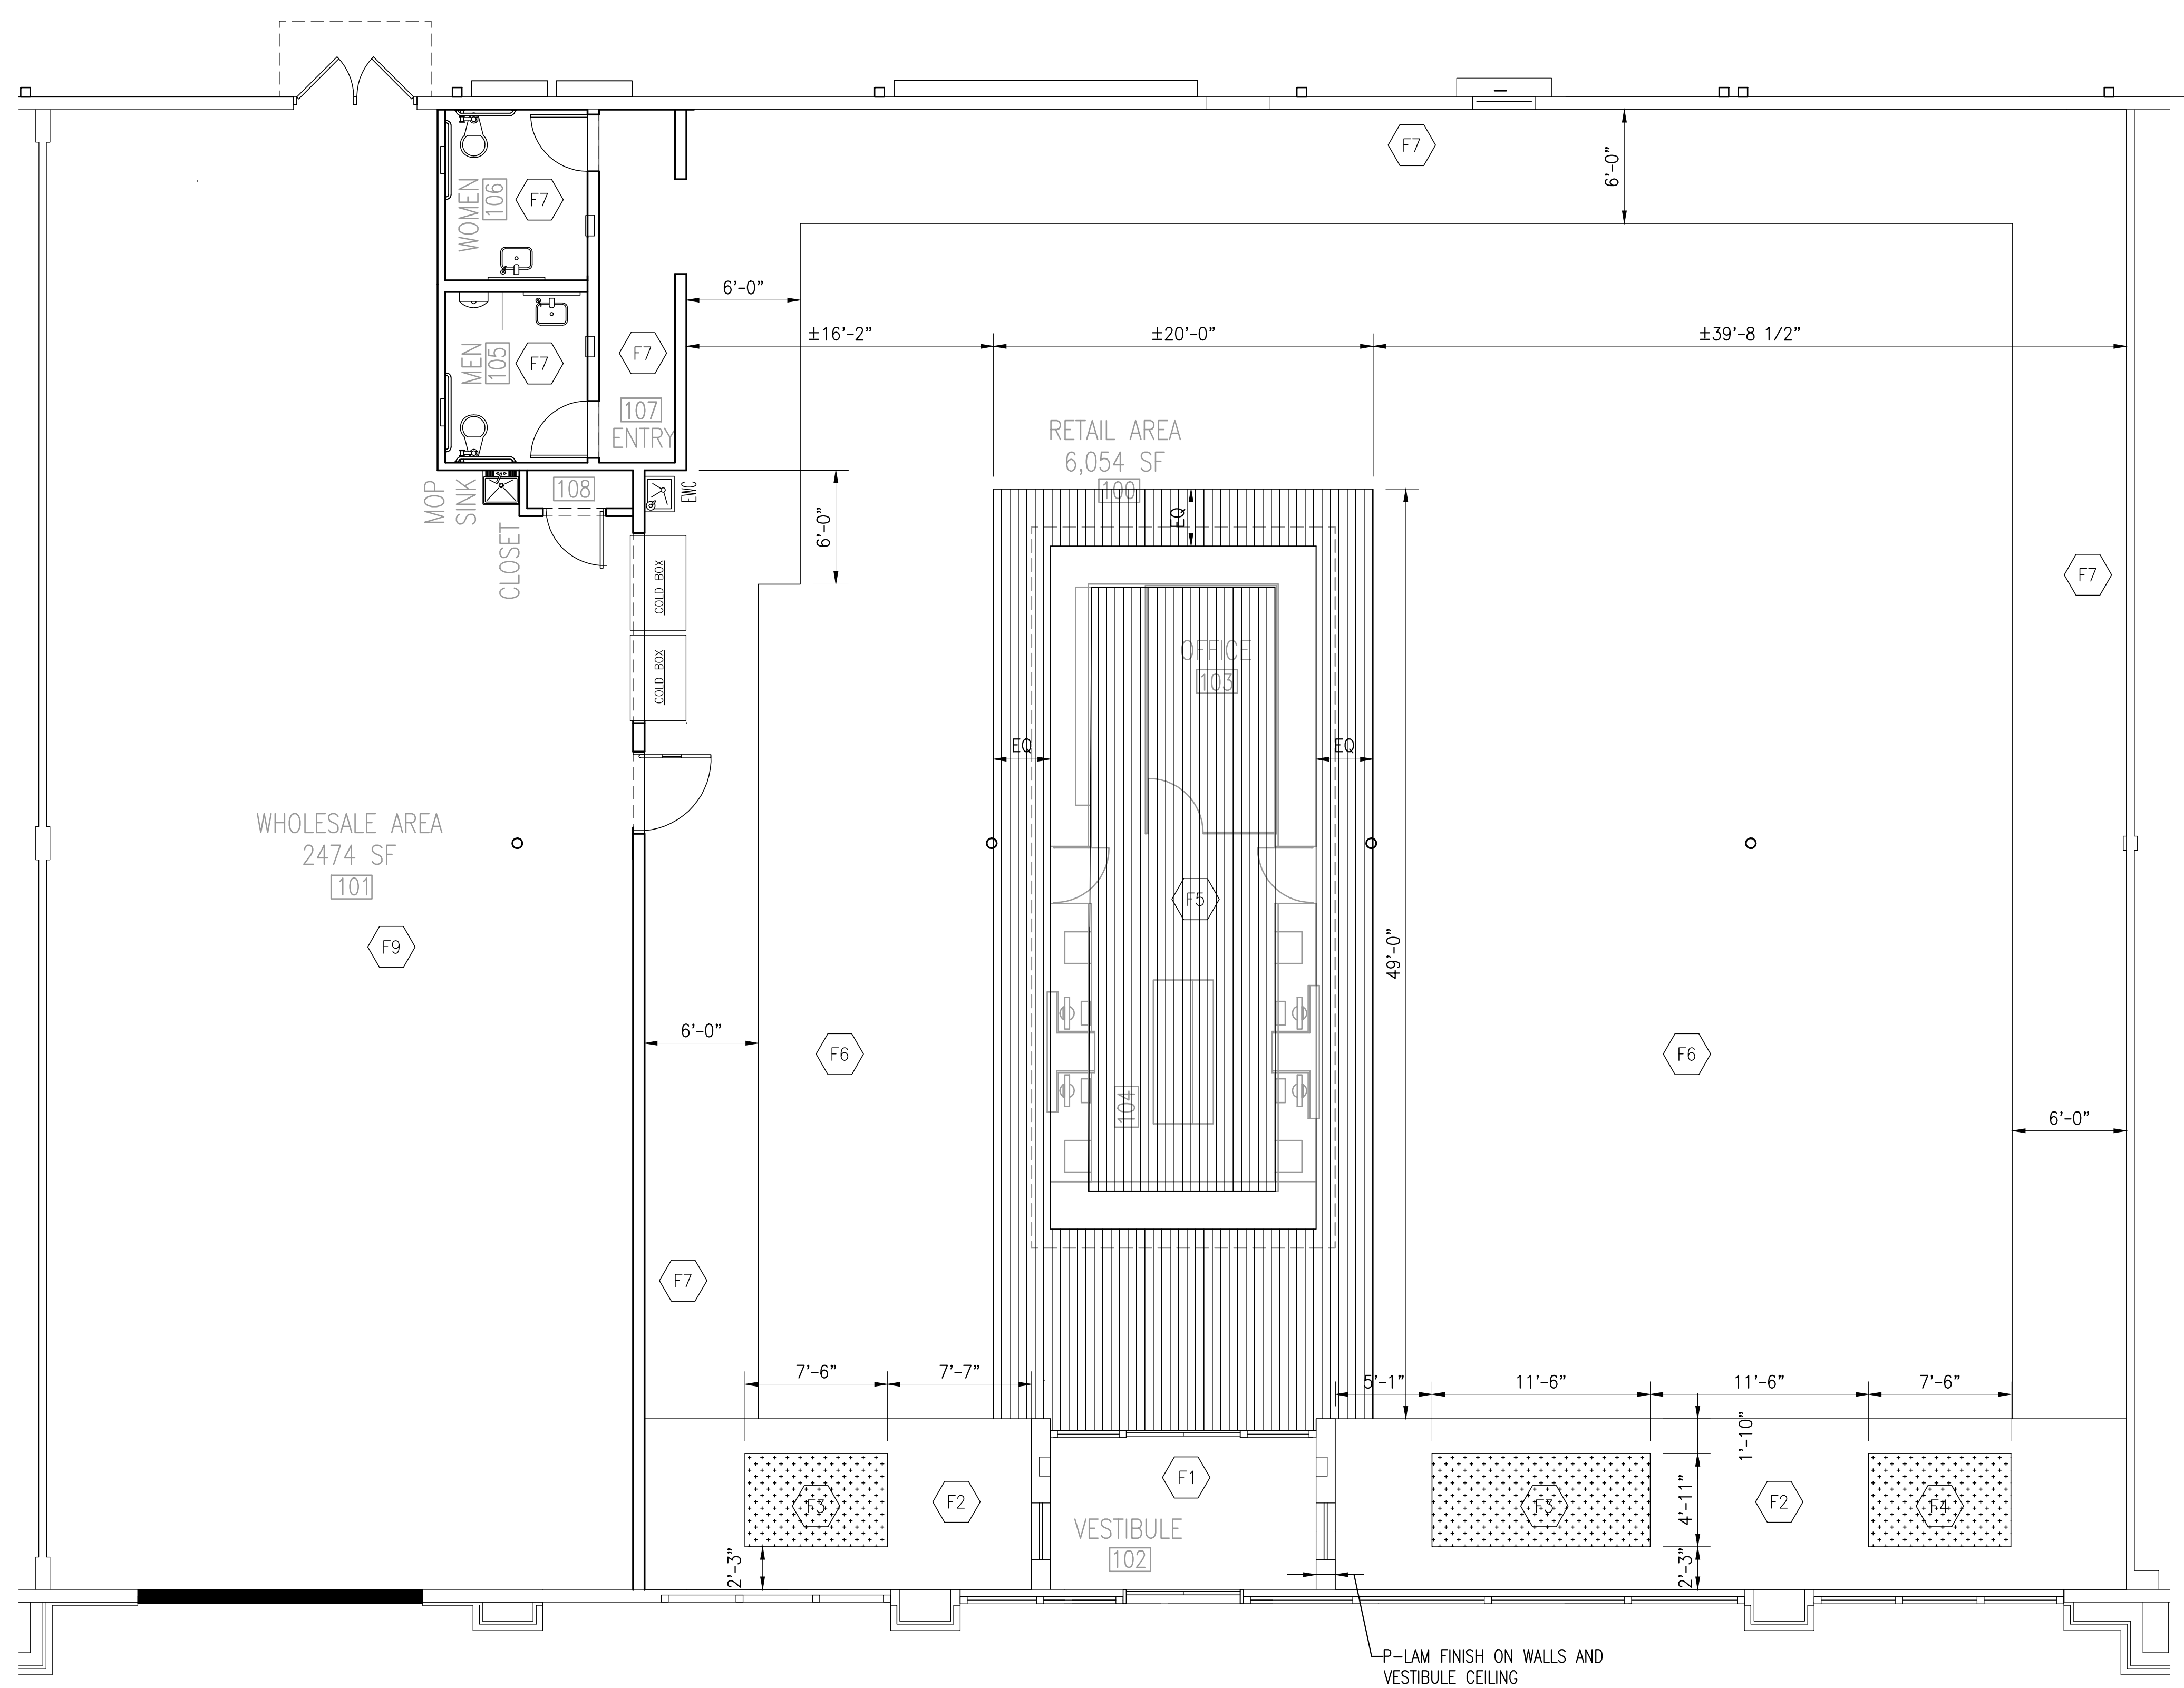 F7
6'-0"
WOMEN
106
F7
6'-0"
±16'-2"
±20'-0"
±39'-8 1/2"
MEN
105
F7
F7
107
ENTRY
RETAIL AREA
6,054 SF
100
MOP
SINK
108
EWC
CLOSET
6'-0"
EQ
COLD BOX
COLD BOX
F7
OFFICE
103
EQ
EQ
WHOLESALE AREA
2474 SF
101
F9
F5
49'-0"
6'-0"
F6
F6
104
6'-0"
F7
7'-6"
7'-7"
5'-1"
11'-6"
11'-6"
7'-6"
1'-10"
F3
F2
F1
F3
4'-11"
F2
F4
VESTIBULE
102
2'-3"
2'-3"
P-LAM FINISH ON WALLS AND
VESTIBULE CEILING